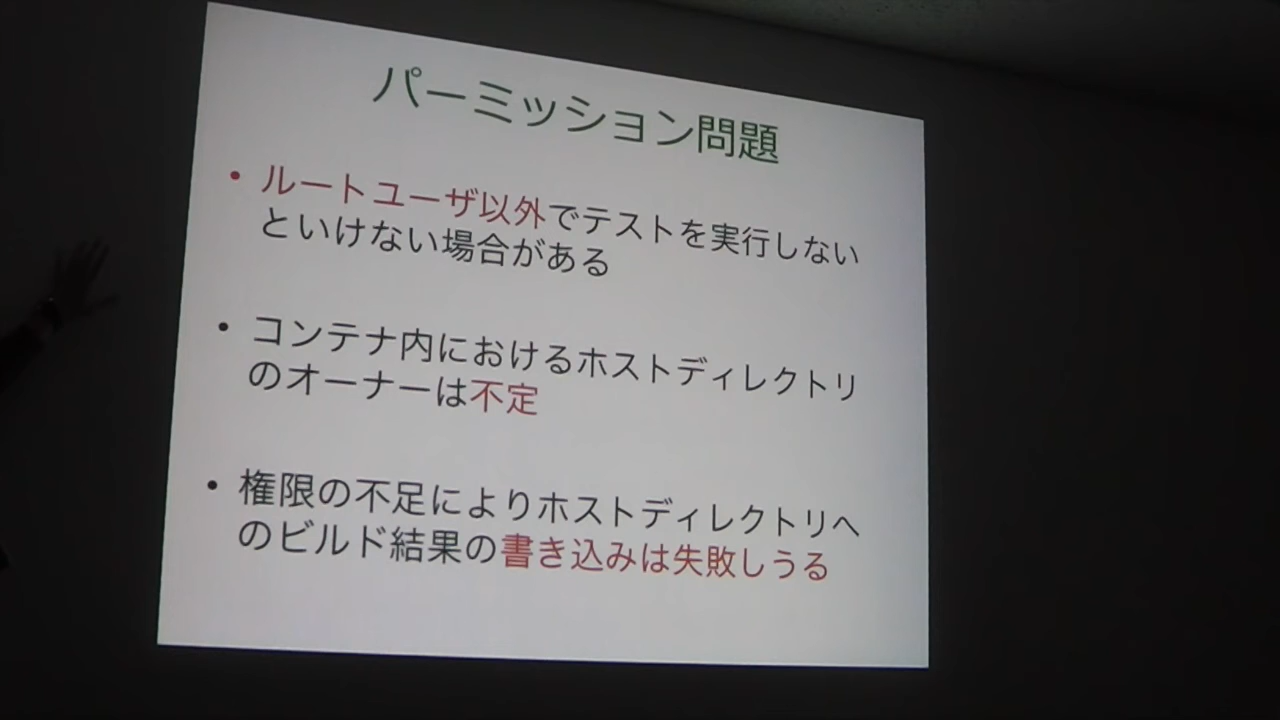 パーミッション問題
• ルートユーザ以外でテストを実行しない
といけない場合がある
• コンテナ内におけるホストディレクトリ
のオーナーは不定
• 権限の不足によりホストディレクトリへ
のビルド結果の書き込みは失敗しうる